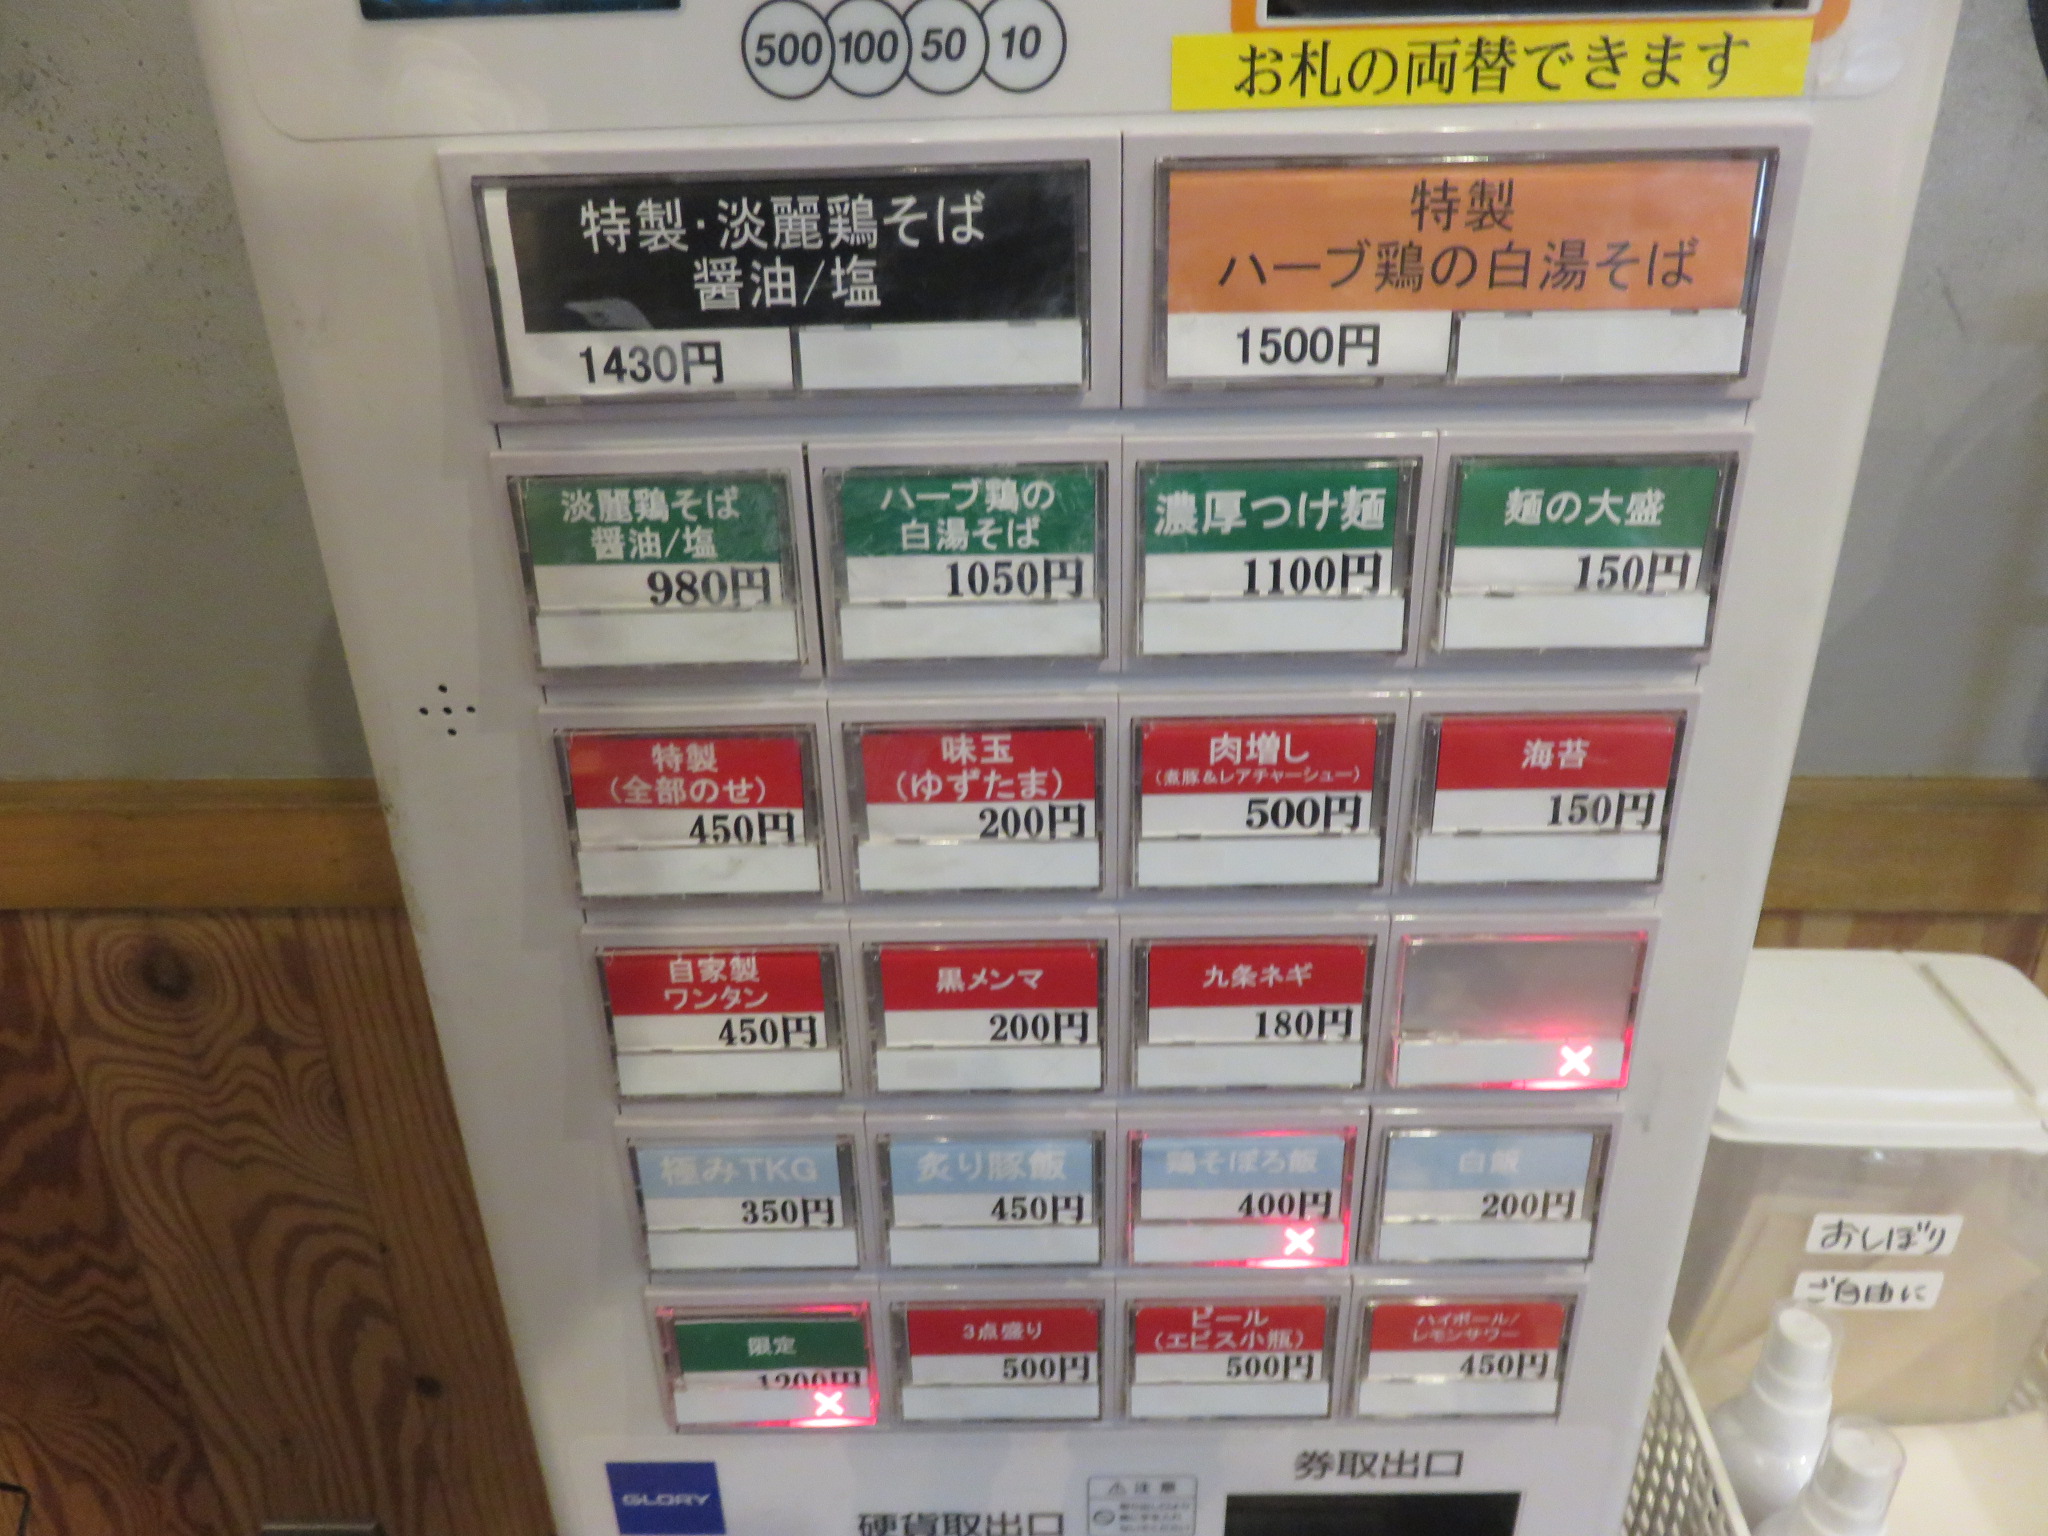 500 100 50 10
お札の両替できます
特製・淡麗鶏そば
醤油/塩
1430円
特製
ハーブ鶏の白湯そば
1500円
淡麗鶏そば
醤油/塩
980円
ハーブ鶏の
白湯そば
1050円
濃厚つけ麺
1100円
麺の大盛
150円
特製
(全部のせ)
450円
味玉
(ゆずたま)
200円
肉増し
(煮豚&レアチャーシュー)
500円
海苔
150円
自家製
ワンタン
450円
黒メンマ
200円
九条ネギ
180円
×
極みTKG
350円
炙り豚飯
450円
鶏そぼろ飯
400円
×
白飯
200円
限定
1200円
×
3点盛り
500円
ビール
(エビス小瓶)
500円
ハイボール/
レモンサワー
450円
おしぼり
ご自由に
券取出口
GLORY
注意
硬貨取出口